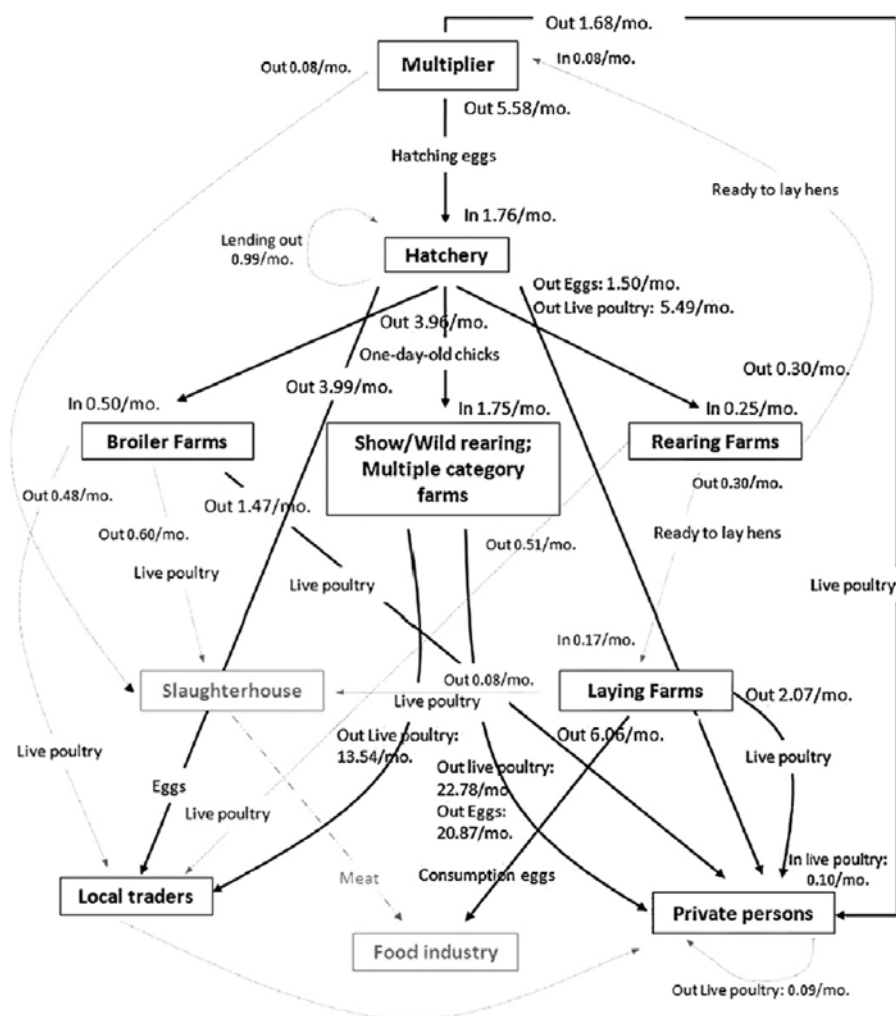 Out 1.68/mo.
Out 0.08/mo.
Multiplier
In 0.08/mo.
Out 5.58/mo.
Hatching eggs
Ready to lay hens
In 1.76/mo.
Lending out
0.99/mo.
Hatchery
Out Eggs: 1.50/mo.
Out Live poultry: 5.49/mo.
Out 3.96/mo.
One-day-old chicks
Out 3.99/mo.
Out 0.30/mo.
In 0.50/mo.
In 1.75/mo.
In 0.25/mo.
Broiler Farms
Show/Wild rearing;
Multiple category
farms
Rearing Farms
Out 0.48/mo.
Out 1.47/mo.
Out 0.30/mo.
Out 0.60/mo.
Out 0.51/mo.
Ready to lay hens
Live poultry
Live poultry
Live poultry
In 0.17/mo.
Out 0.08/mo.
Slaughterhouse
Live poultry
Laying Farms
Out 2.07/mo.
Out Live poultry:
13.54/mo.
Out 6.06/mo.
Live poultry
Live poultry
Out live poultry:
22.78/mo
Out Eggs:
20.87/mo.
Eggs
Live poultry
Meat
Consumption eggs
In live poultry:
0.10/mo.
Local traders
Private persons
Food industry
Out Live poultry: 0.09/mo.